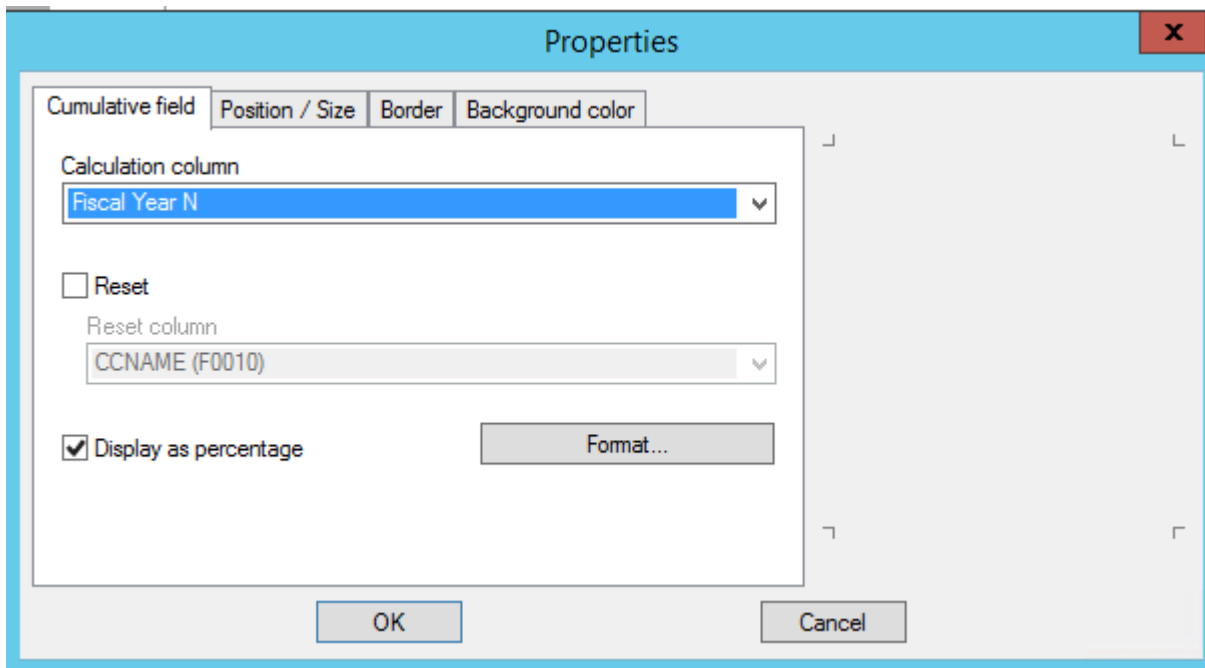 Properties
x
Cumulative field Position / Size Border Background color
Calculation column
Fiscal Year N
Reset
Reset column
CCNAME (F0010)
Display as percentage Format...
OK Cancel